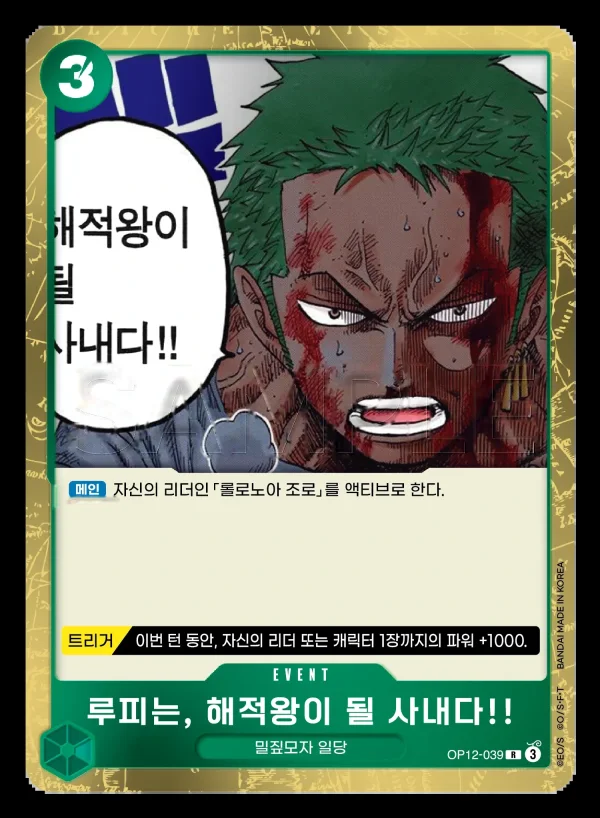 3
해적왕이
될
사내다!!
SAMPLE
메인 자신의 리더인 「롤로노아 조로」를 액티브로 한다.
트리거 이번 턴 동안, 자신의 리더 또는 캐릭터 1장까지의 파워 +1000.
EVENT
루피는, 해적왕이 될 사내다!!
밀짚모자 일당
OP12-039 R 3
©EO/S ©O/S·F·T BANDAI MADE IN KOREA